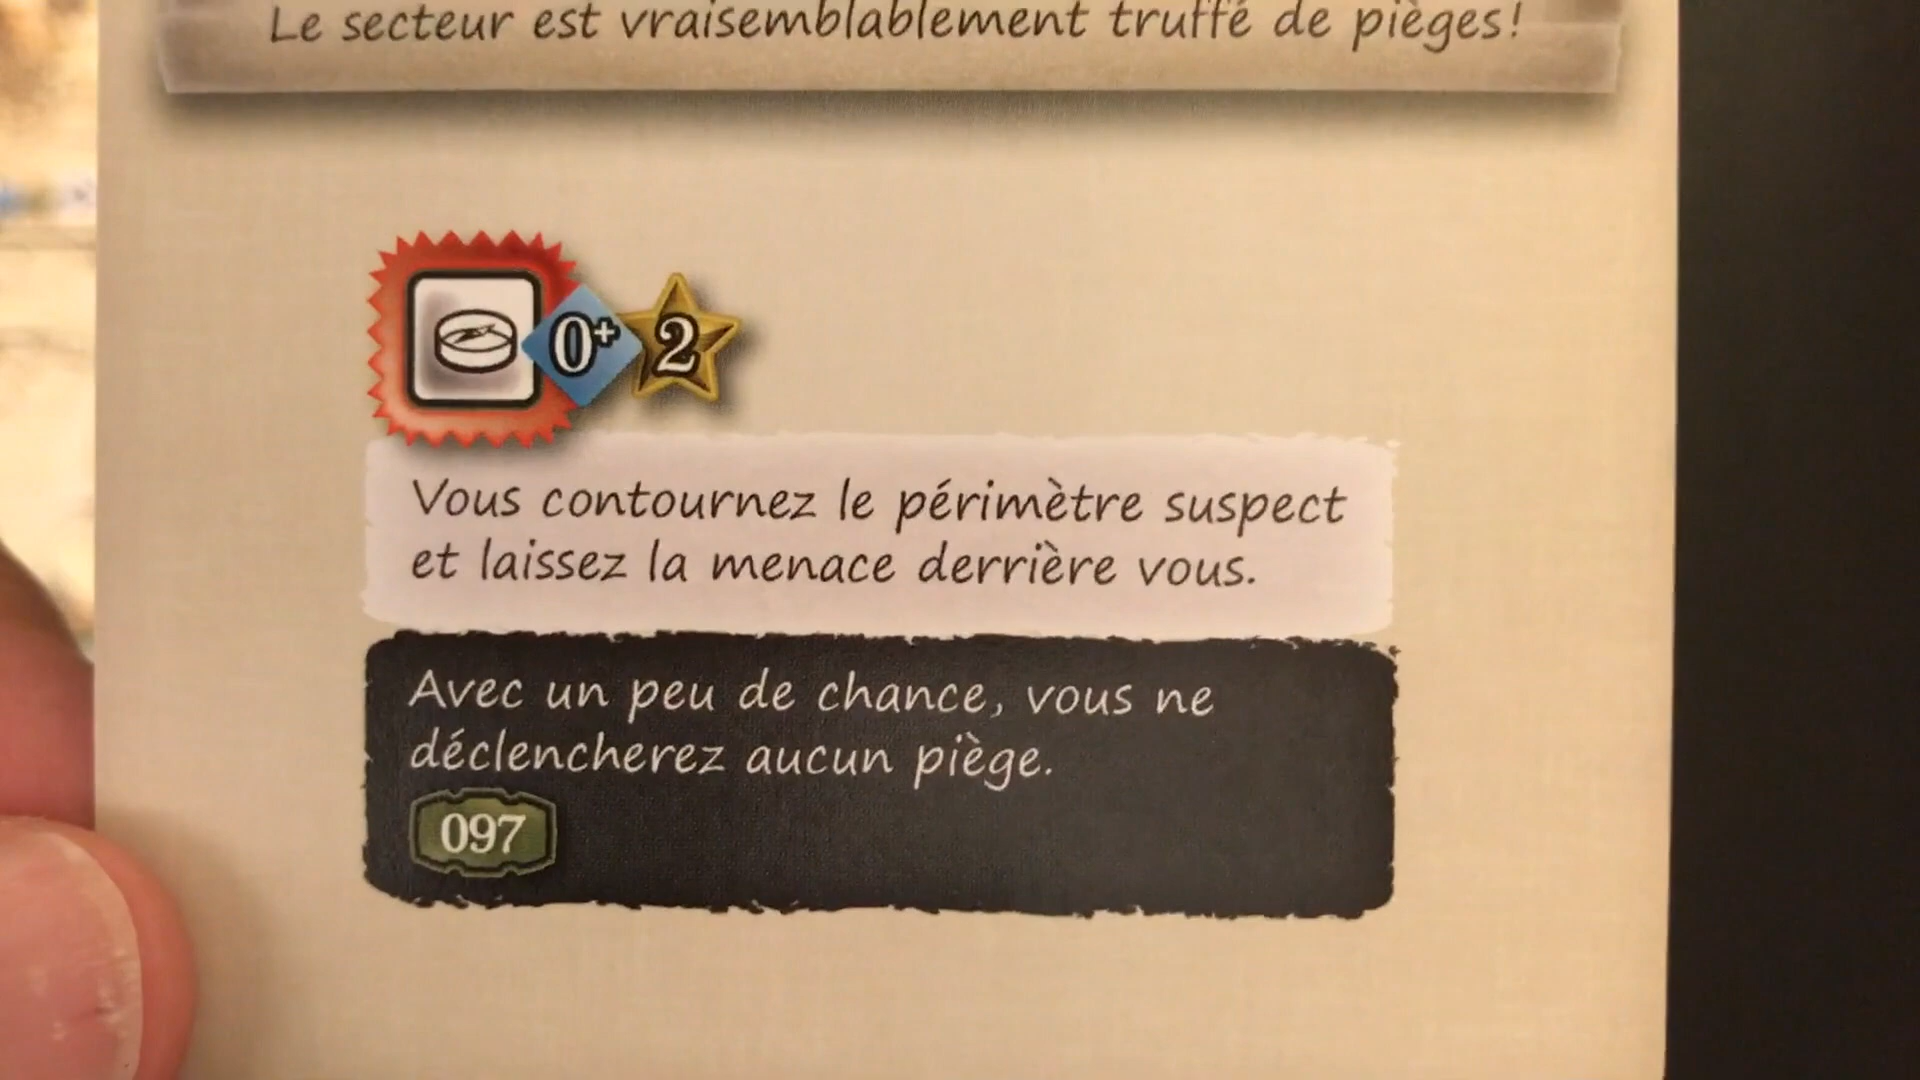 Le secteur est vraisemblablement truffé de pièges!
0+ 2
Vous contournez le périmètre suspect
et laissez la menace derrière vous.
Avec un peu de chance, vous ne
déclencherez aucun piège.
097